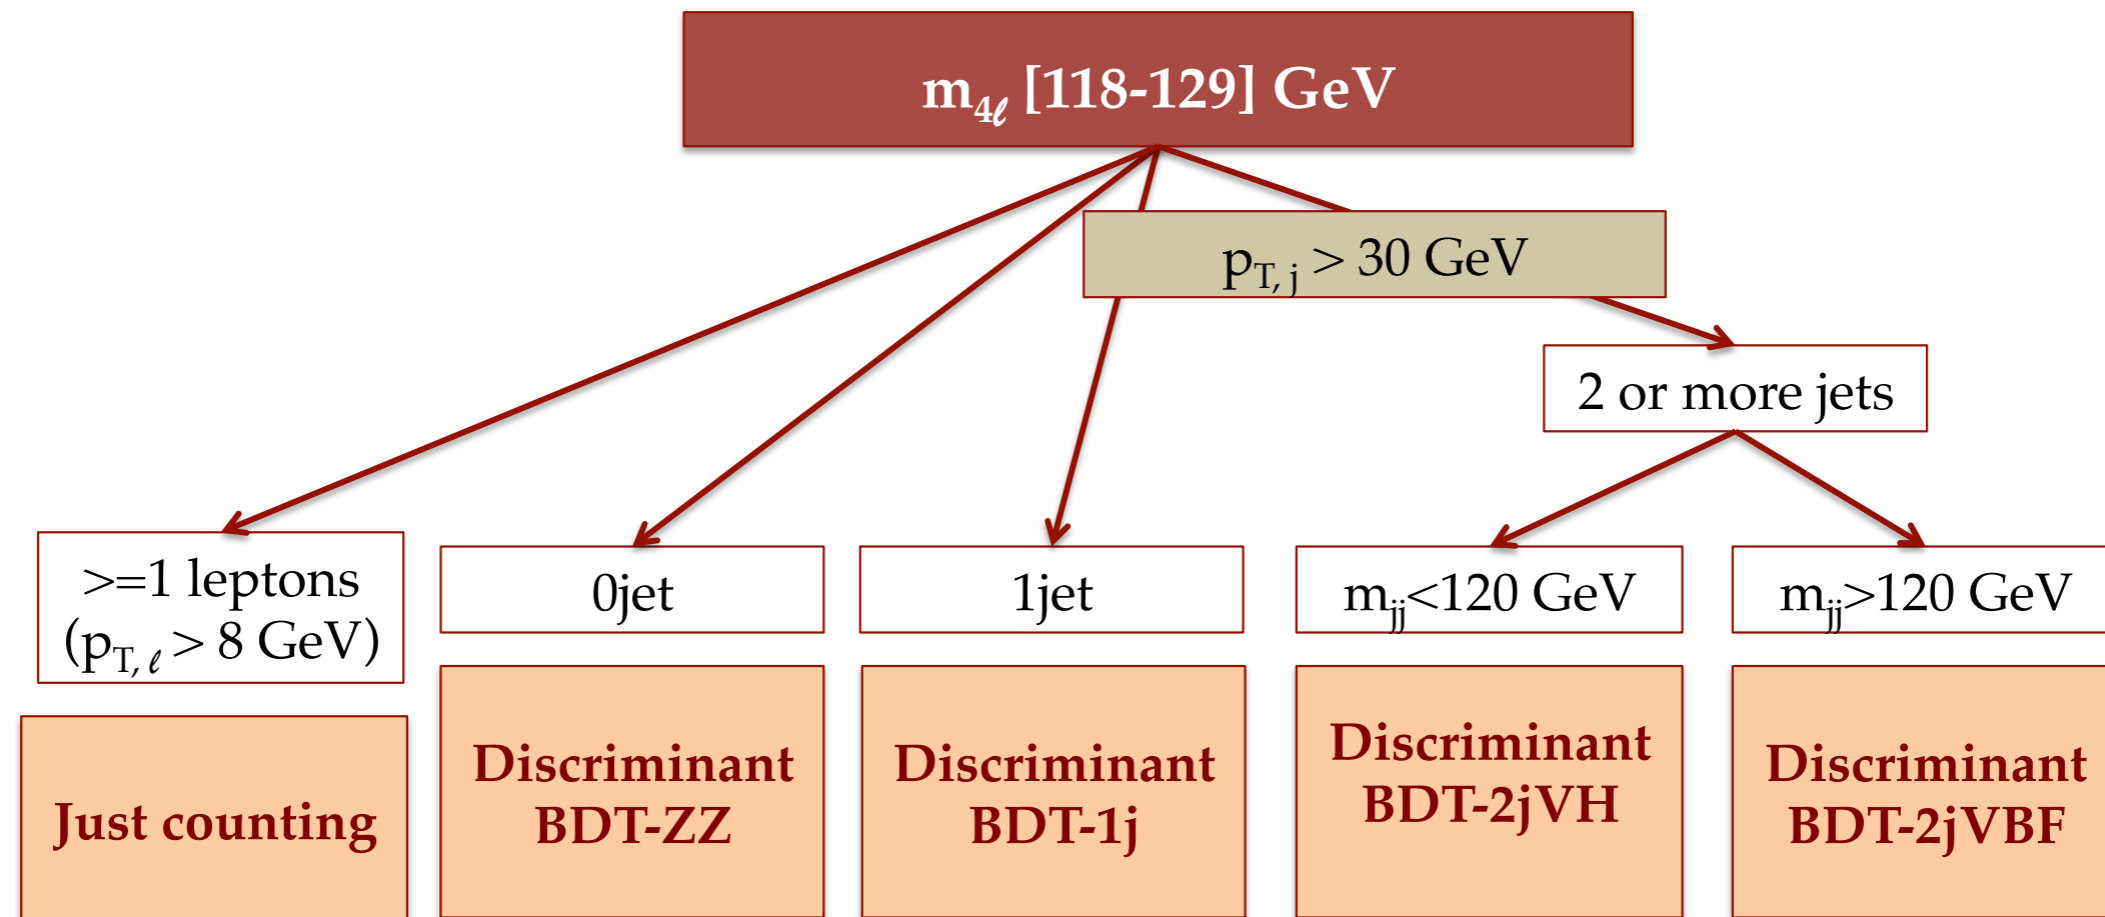 m4ℓ [118-129] GeV
pT, j > 30 GeV
2 or more jets
>=1 leptons
(pT, ℓ > 8 GeV)
0jet
1jet
mjj<120 GeV
mjj>120 GeV
Just counting
Discriminant
BDT-ZZ
Discriminant
BDT-1j
Discriminant
BDT-2jVH
Discriminant
BDT-2jVBF